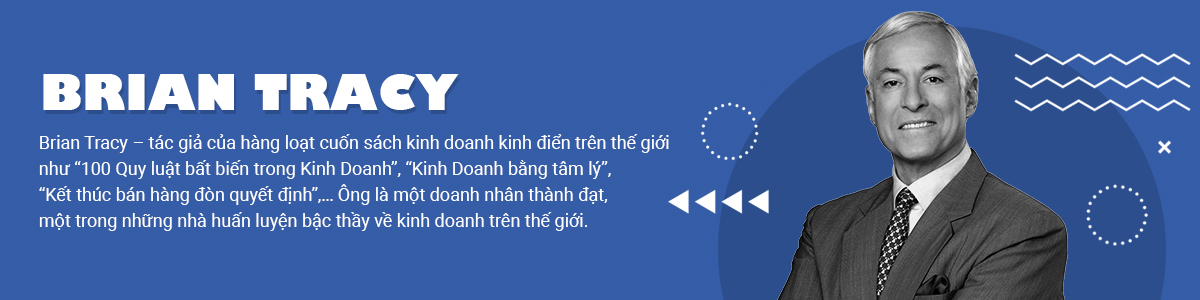 BRIAN TRACY
Brian Tracy – tác giả của hàng loạt cuốn sách kinh doanh kinh điển trên thế giới
như “100 Quy luật bất biến trong Kinh Doanh”, “Kinh Doanh bằng tâm lý”,
“Kết thúc bán hàng đòn quyết định”,... Ông là một doanh nhân thành đạt,
một trong những nhà huấn luyện bậc thầy về kinh doanh trên thế giới.